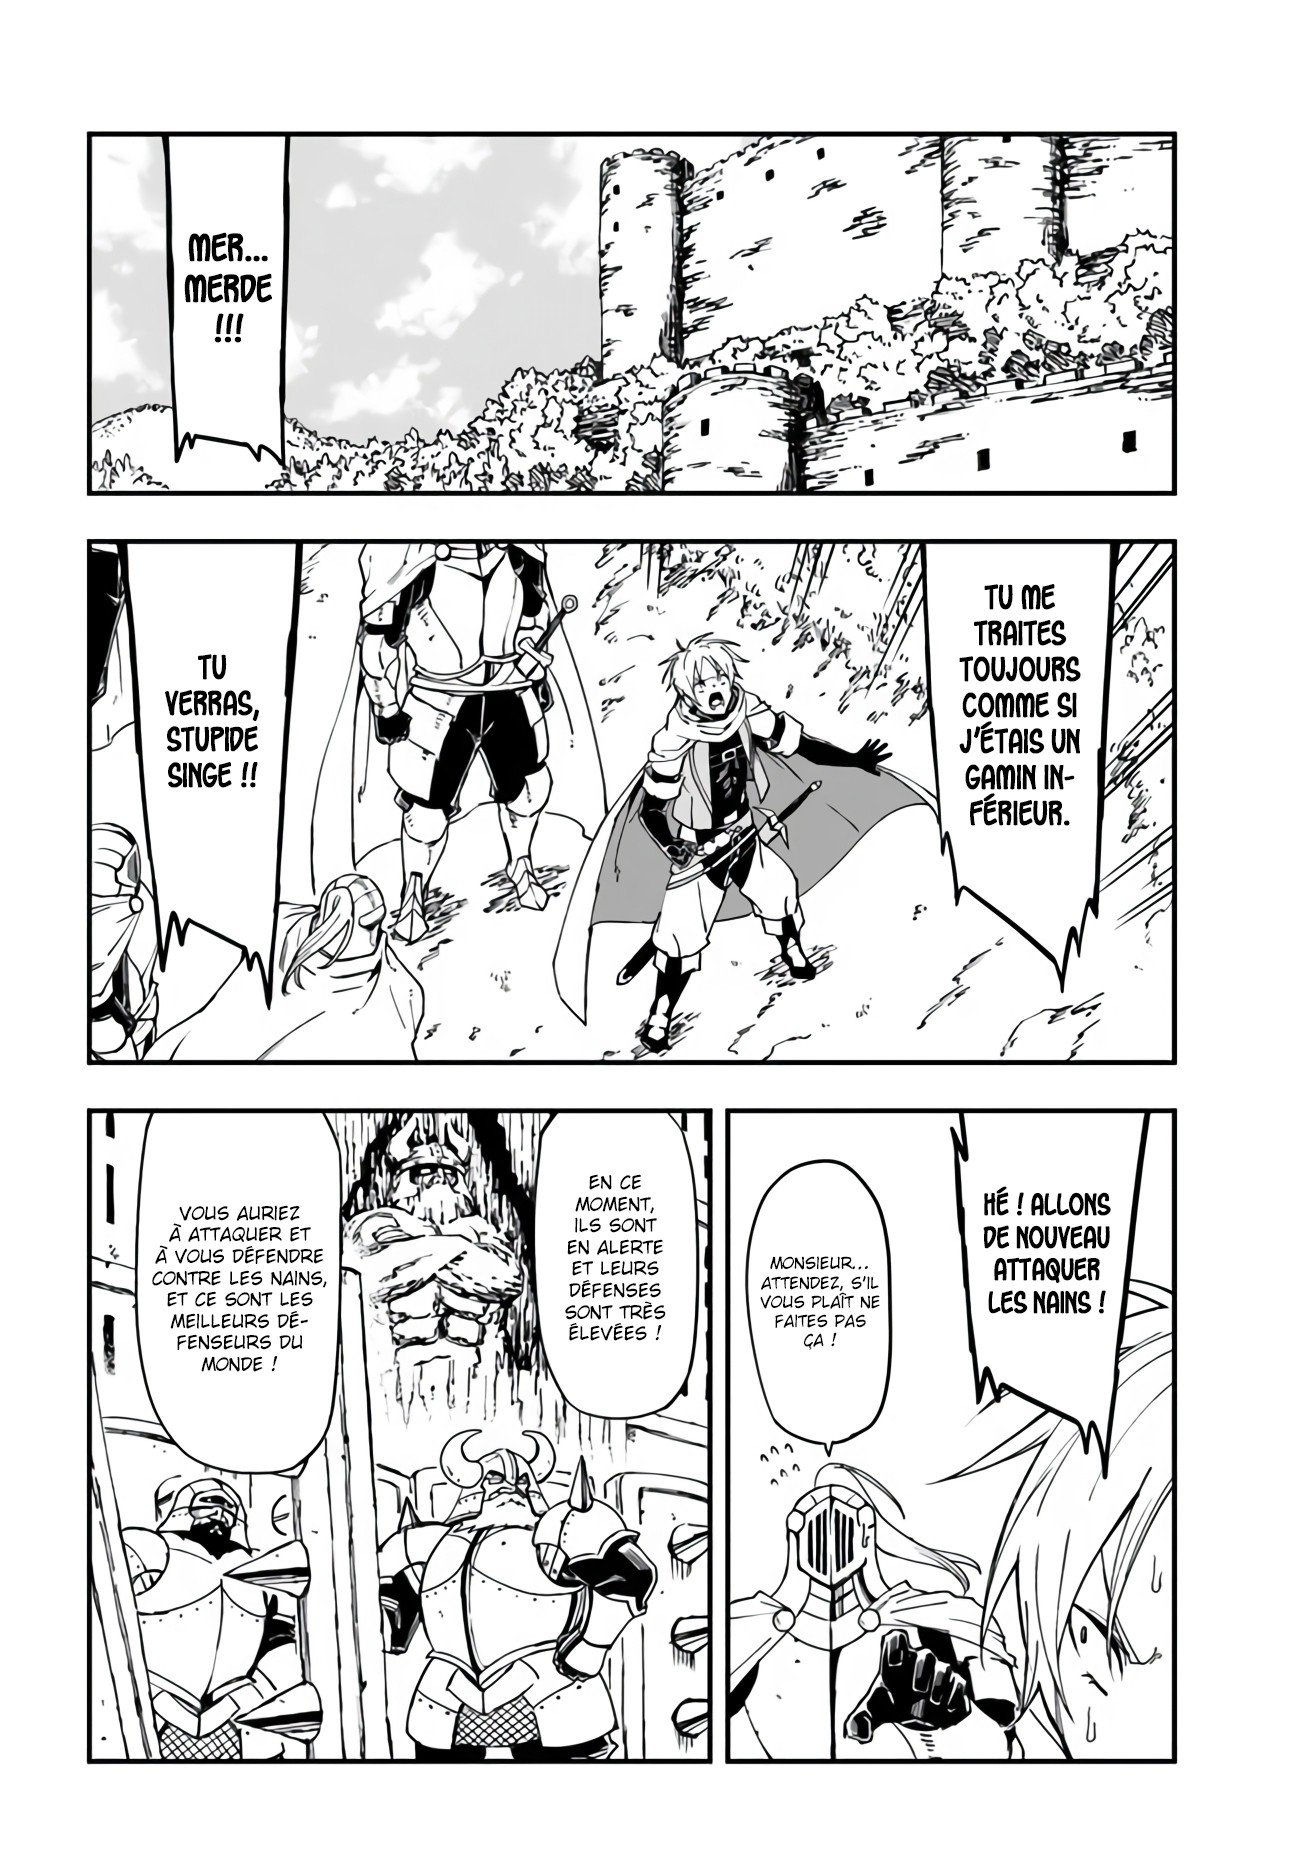 MER...
MERDE
!!!
TU ME
TRAITES
TOUJOURS
COMME SI
J'ÉTAIS UN
GAMIN IN-
FÉRIEUR.
TU
VERRAS,
STUPIDE
SINGE !!
HÉ ! ALLONS
DE NOUVEAU
ATTAQUER
LES NAINS !
MONSIEUR...
ATTENDEZ, S'IL
VOUS PLAÎT NE
FAITES PAS
ÇA !
EN CE
MOMENT,
ILS SONT
EN ALERTE
ET LEURS
DÉFENSES
SONT TRÈS
ÉLEVÉES !
VOUS AURIEZ
À ATTAQUER ET
À VOUS DÉFENDRE
CONTRE LES NAINS,
ET CE SONT LES
MEILLEURS DÉ-
FENSEURS DU
MONDE !